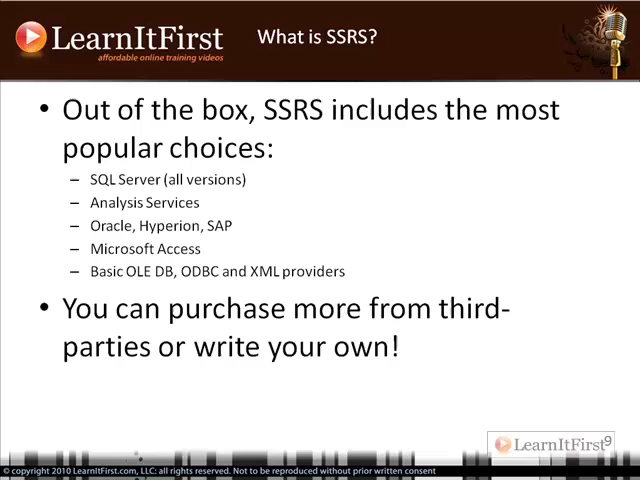 LearnItFirst
affordable online training videos
What is SSRS?
• Out of the box, SSRS includes the most
popular choices:
– SQL Server (all versions)
– Analysis Services
– Oracle, Hyperion, SAP
– Microsoft Access
– Basic OLE DB, ODBC and XML providers
• You can purchase more from third-
parties or write your own!
LearnItFirst
9
© copyright 2010 LearnItFirst.com, LLC: all rights reserved. Not to be reproduced without prior written consent